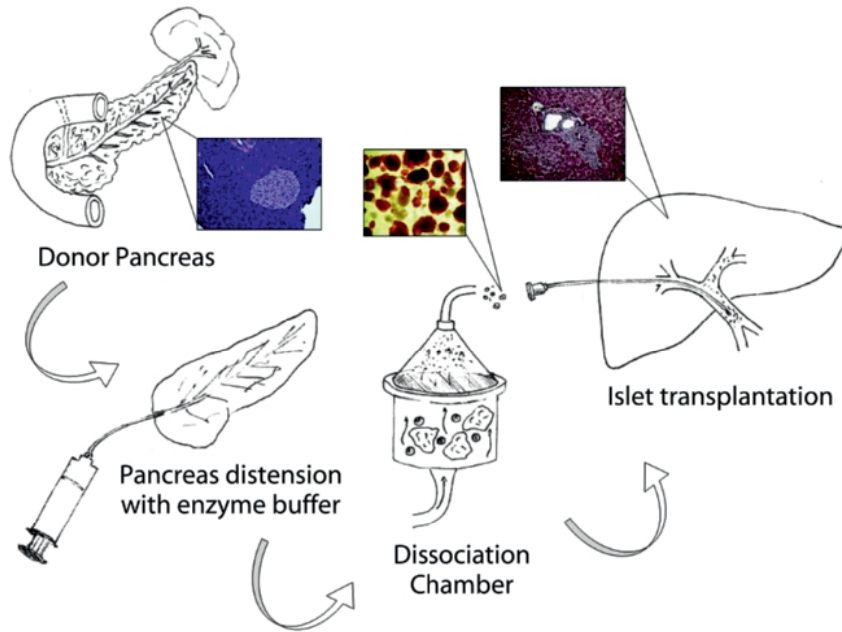 Donor Pancreas
Pancreas distension
with enzyme buffer
Dissociation
Chamber
Islet transplantation